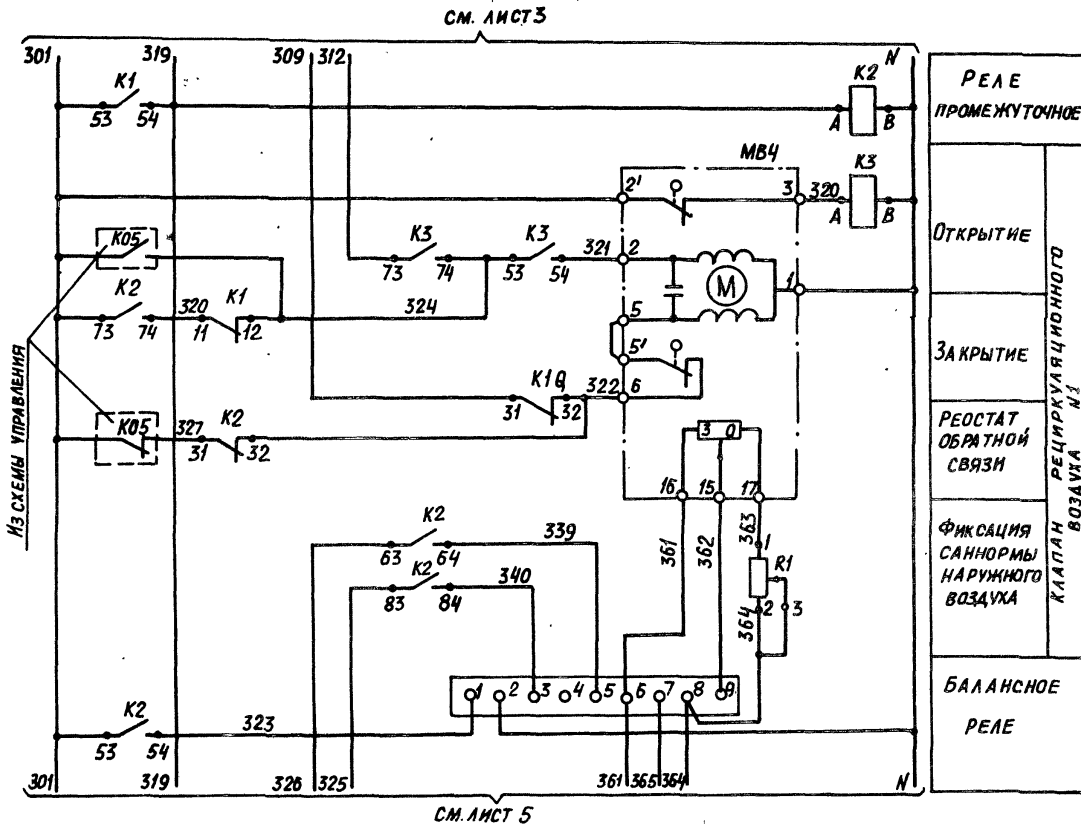 СМ. ЛИСТ 3
301 319 309 312 N
К1
53 54
К2
А В
РЕЛЕ
ПРОМЕЖУТОЧНОЕ
МВ4
2' 3 320
К3
А В
К05
К3
73 74
К3
53 54
321 2
М
1
ОТКРЫТИЕ
К2
73 74
320
К1
11 12
324
5
5'
ЗАКРЫТИЕ
ИЗ СХЕМЫ УПРАВЛЕНИЯ
К05
327
К2
31 32
31 32
322 6
3 0
16 15 17
РЕОСТАТ
ОБРАТНОЙ
СВЯЗИ
361 362 363
1
R1
2 3
364
К2
63 64
339
К2
83 84
340
ФИКСАЦИЯ
САННОРМЫ
НАРУЖНОГО
ВОЗДУХА
КЛАПАН РЕЦИРКУЛЯЦИОННОГО
ВОЗДУХА №1
1 2 3 4 5 6 7 8 9
К2
53 54
323
БАЛАНСНОЕ
РЕЛЕ
301 319 326 325 361 365 364 N
СМ. ЛИСТ 5